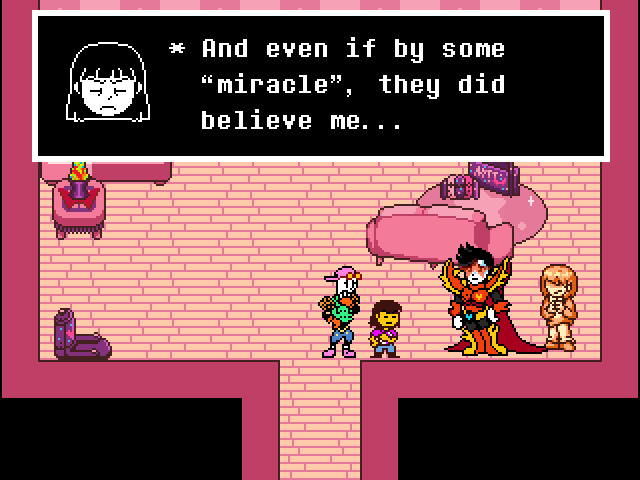 * And even if by some
“miracle”, they did
believe me...